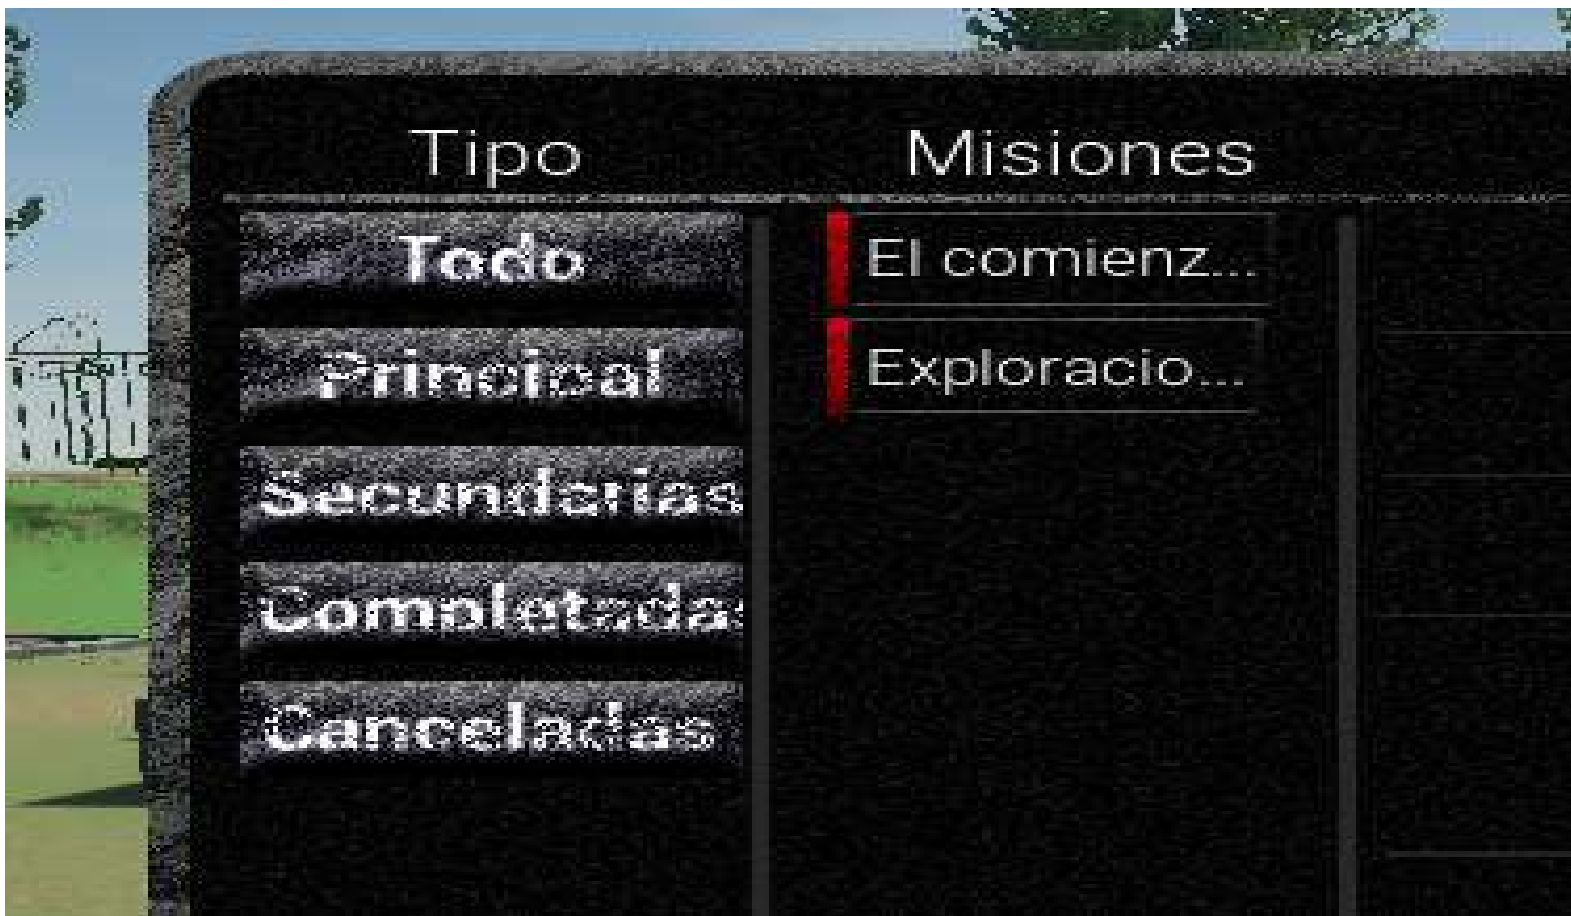 Tipo
Misiones
Todo
Principal
Secundarias
Completadas
Canceladas
El comienz...
Exploracio...